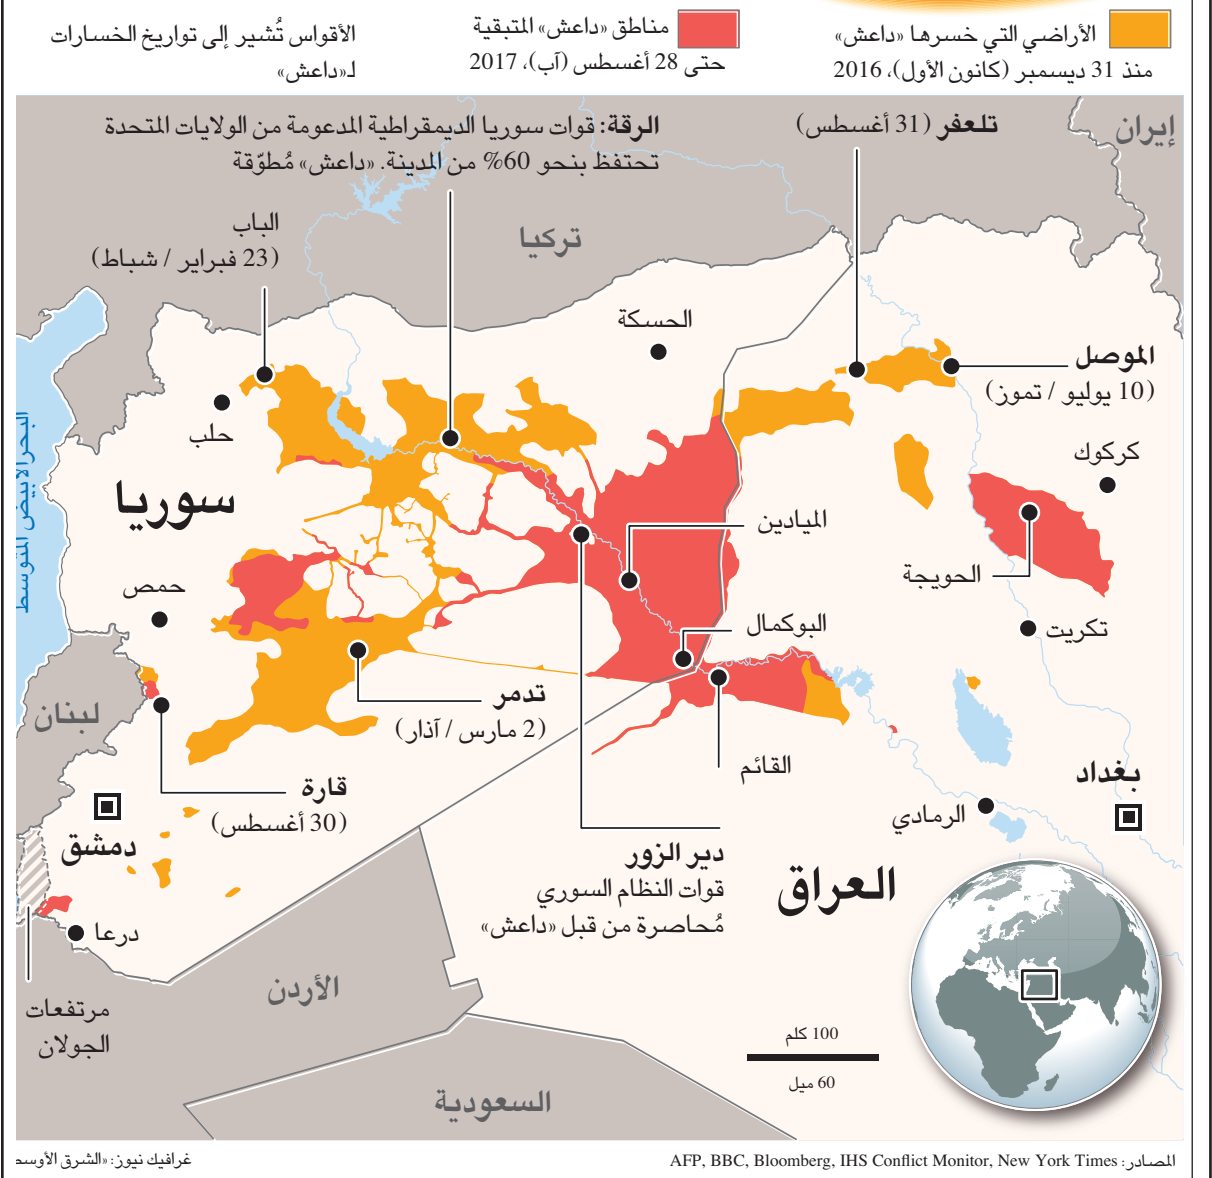 الأراضي التي خسرها «داعش»
منذ 31 ديسمبر (كانون الأول)، 2016
مناطق «داعش» المتبقية
حتى 28 أغسطس (آب)، 2017
الأقواس تُشير إلى تواريخ الخسارات
لـ«داعش»
إيران
تلعفر (31 أغسطس)
الرقة: قوات سوريا الديمقراطية المدعومة من الولايات المتحدة
تحتفظ بنحو 60% من المدينة. «داعش» مُطوّقة
تركيا
الباب
(23 فبراير / شباط)
الحسكة
الموصل
(10 يوليو / تموز)
حلب
كركوك
البحر الابيض المتوسط
سوريا
الميادين
الحويجة
حمص
البوكمال
تكريت
تدمر
(2 مارس / آذار)
لبنان
القائم
بغداد
قارة
(30 أغسطس)
الرمادي
دمشق
دير الزور
قوات النظام السوري
مُحاصرة من قبل «داعش»
العراق
درعا
الأردن
مرتفعات
الجولان
100 كلم
60 ميل
السعودية
المصادر: AFP, BBC, Bloomberg, IHS Conflict Monitor, New York Times
غرافيك نيوز: «الشرق الأوسط